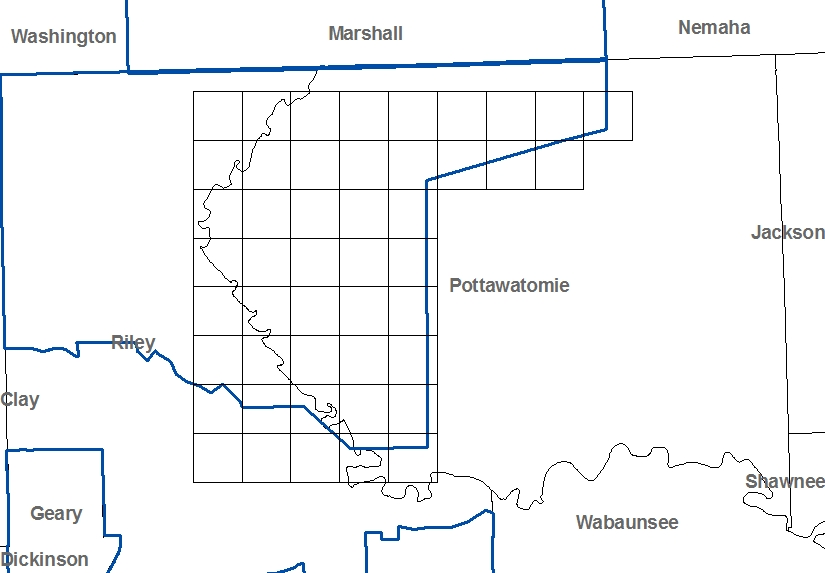 Washington
Marshall
Nemaha
Jackson
Pottawatomie
Riley
Clay
Shawnee
Geary
Wabaunsee
Dickinson